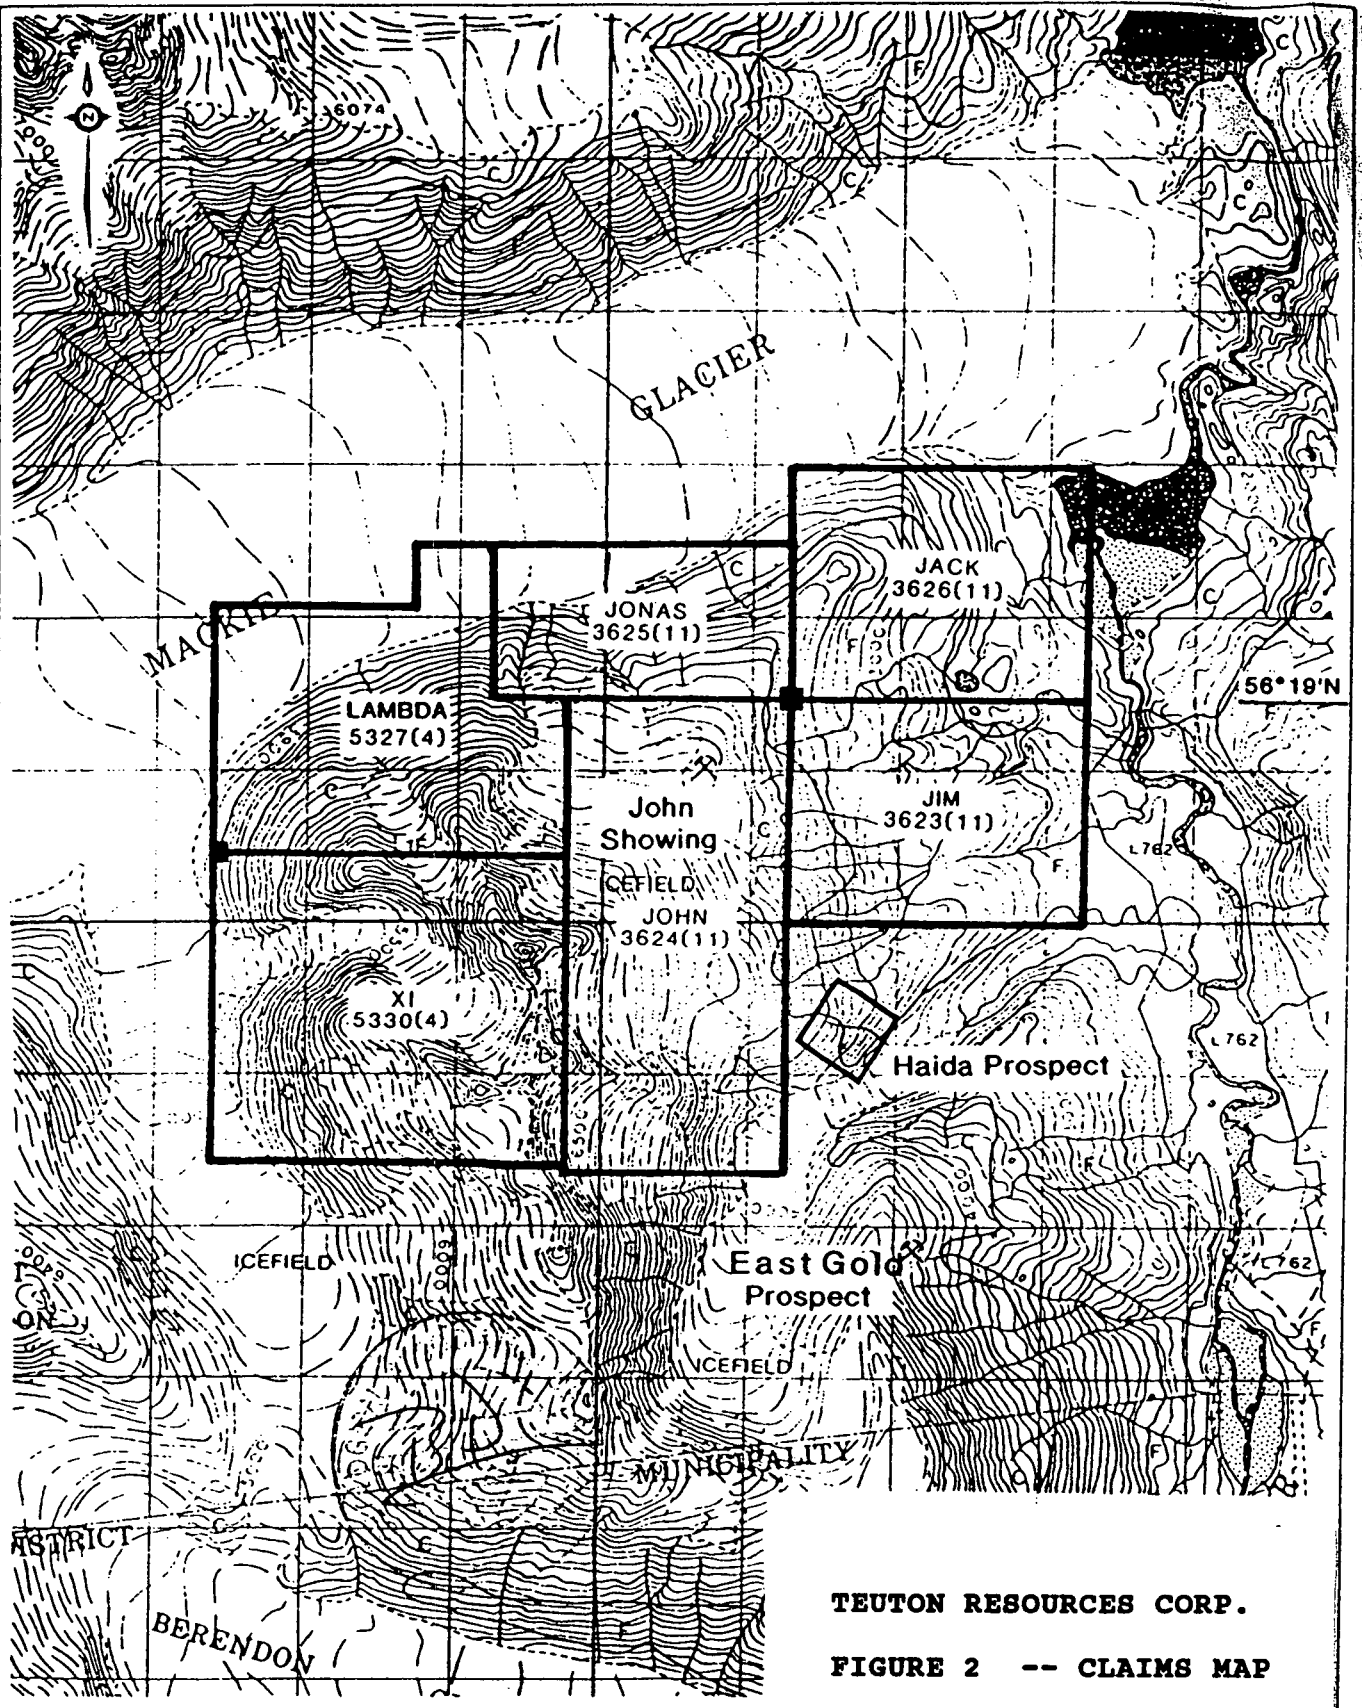 N
6074
C
F
C
C
C
GLACIER
MACKIE
JACK
3626(11)
JONAS
3625(11)
C
C
F
56°19'N
LAMBDA
5327(4)
C
John
Showing
JIM
3623(11)
C
L762
F
ICEFIELD
JOHN
3624(11)
XI
5330(4)
L762
Haida Prospect
C
F
ICEFIELD
6000
East Gold
Prospect
L762
5400
F
ICEFIELD
MUNICIPALITY
F
C
DISTRICT
BERENDON
TEUTON RESOURCES CORP.
FIGURE 2 -- CLAIMS MAP